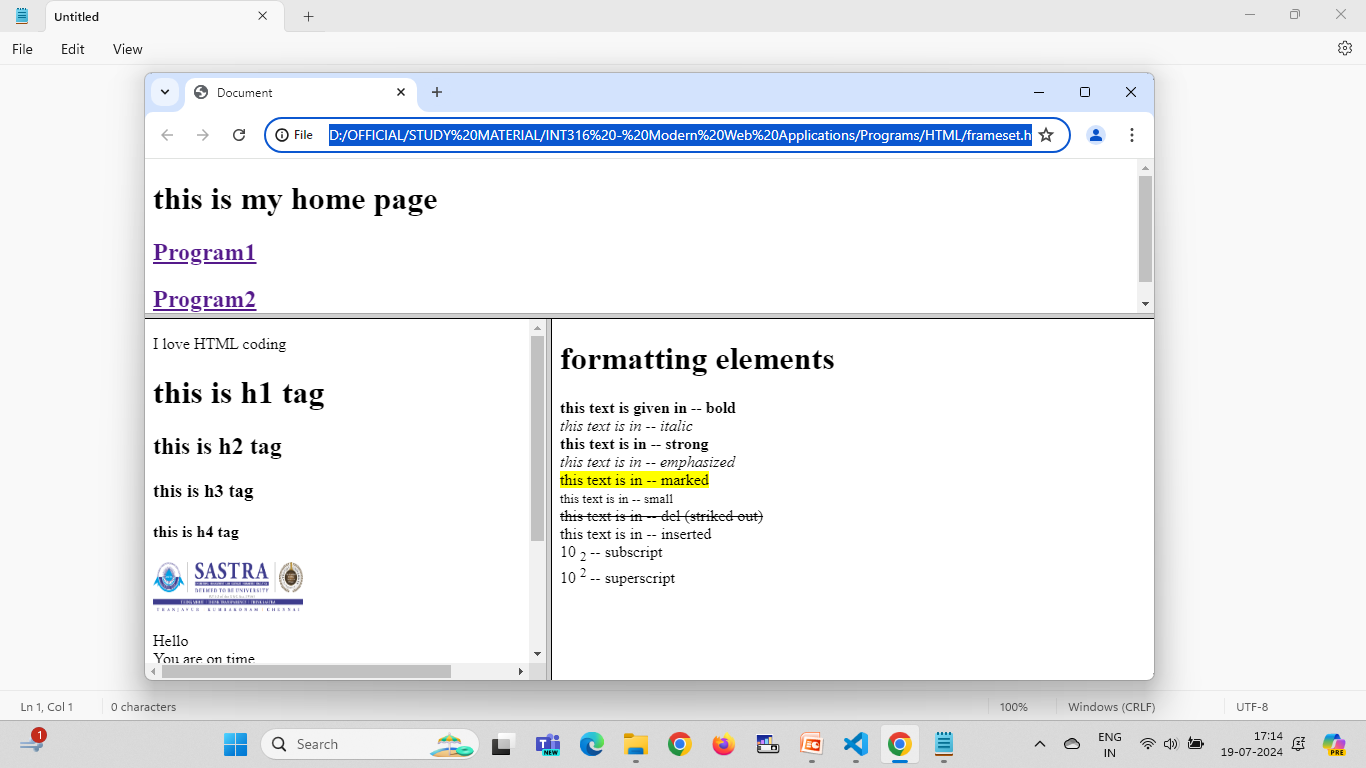 Untitled
File Edit View
Document
File D:/OFFICIAL/STUDY%20MATERIAL/INT316%20-%20Modern%20Web%20Applications/Programs/HTML/frameset.h
this is my home page
Program1
Program2
I love HTML coding
this is h1 tag
this is h2 tag
this is h3 tag
this is h4 tag
SASTRA
DEEMED TO BE UNIVERSITY
THANJAVUR | KUMBAKONAM | CHENNAI
Hello
You are on time
formatting elements
this text is given in -- bold
this text is in -- italic
this text is in -- strong
this text is in -- emphasized
this text is in -- marked
this text is in -- small
this text is in -- del (striked out)
this text is in -- inserted
10 2 -- subscript
10 2 -- superscript
Ln 1, Col 1 0 characters 100% Windows (CRLF) UTF-8
1
Search
NEW
ENG
IN
17:14
19-07-2024
PRE